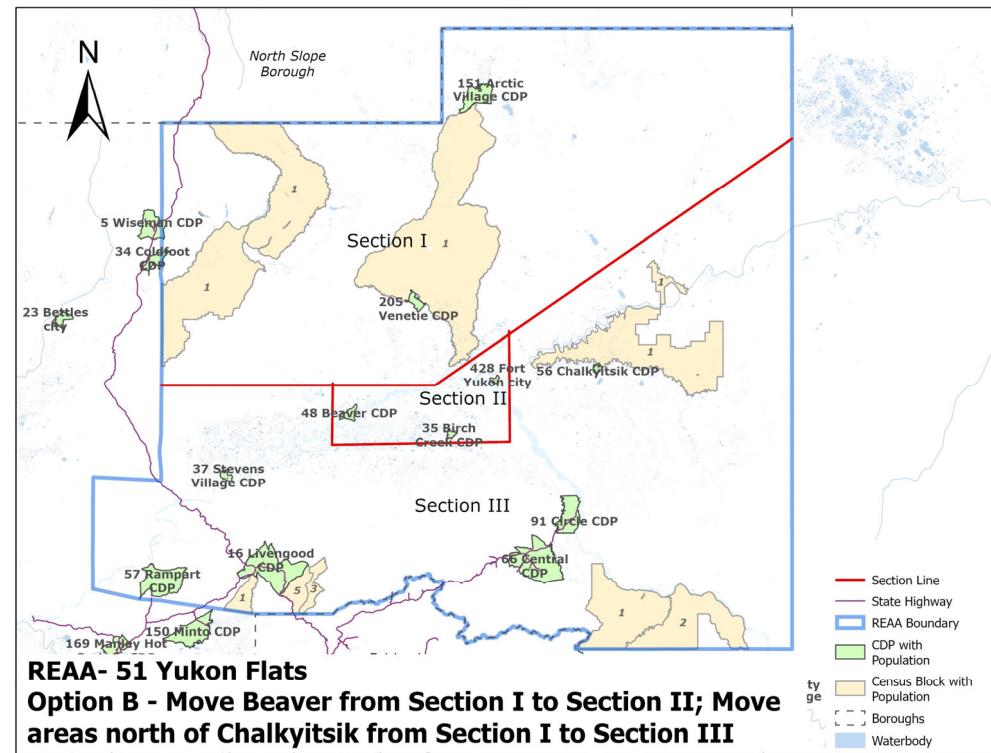 N
North Slope
Borough
151 Arctic
Village CDP
5 Wiseman CDP
34 Coldfoot
CDP
1
Section I
1
1
205
Venetie CDP
23 Bettles
city
1
1
428 Fort
Yukon city
56 Chalkyitsik CDP
Section II
48 Beaver CDP
35 Birch
Creek CDP
37 Stevens
Village CDP
Section III
91 Circle CDP
16 Livengood
CDP
66 Central
CDP
57 Rampart
CDP
1
5
3
1
2
150 Minto CDP
169 Manley Hot
Section Line
State Highway
REAA Boundary
CDP with
Population
Census Block with
Population
Boroughs
Waterbody
ty
ge
REAA- 51 Yukon Flats
Option B - Move Beaver from Section I to Section II; Move
areas north of Chalkyitsik from Section I to Section III